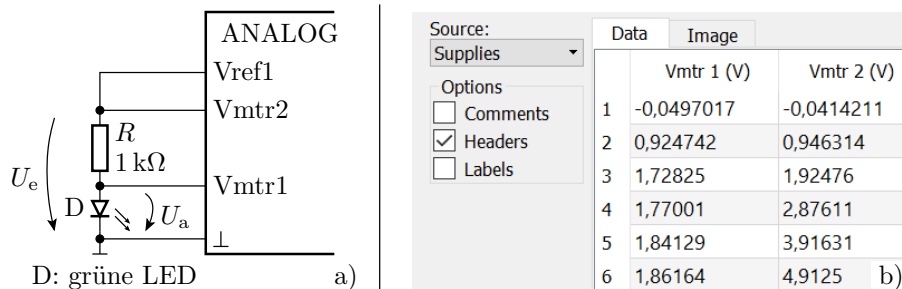 ANALOG
Vref1
Vmtr2
R
1 kΩ
Ue
Vmtr1
D
Ua
⊥
D: grüne LED
a)
Source:
Supplies
Options
Comments
Headers
Labels
Data Image
Vmtr 1 (V) Vmtr 2 (V)
1 -0,0497017 -0,0414211
2 0,924742 0,946314
3 1,72825 1,92476
4 1,77001 2,87611
5 1,84129 3,91631
6 1,86164 4,9125
b)